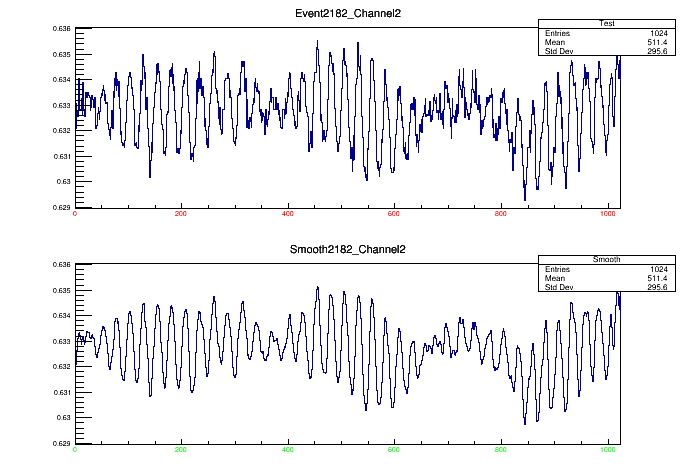 Event2182_Channel2
Test
Entries 1024
Mean 511.4
Std Dev 295.6
0.636
0.635
0.634
0.633
0.632
0.631
0.63
0.629
0 200 400 600 800 1000
Smooth2182_Channel2
Smooth
Entries 1024
Mean 511.4
Std Dev 295.6
0.636
0.635
0.634
0.633
0.632
0.631
0.63
0.629
0 200 400 600 800 1000